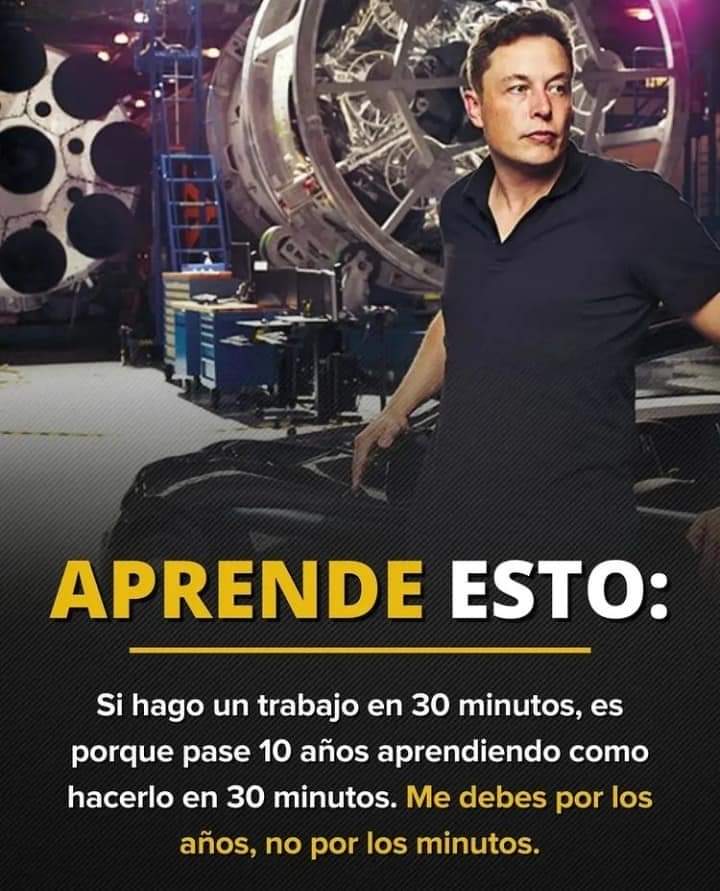 APRENDE ESTO:
Si hago un trabajo en 30 minutos, es
porque pase 10 años aprendiendo como
hacerlo en 30 minutos. Me debes por los
años, no por los minutos.